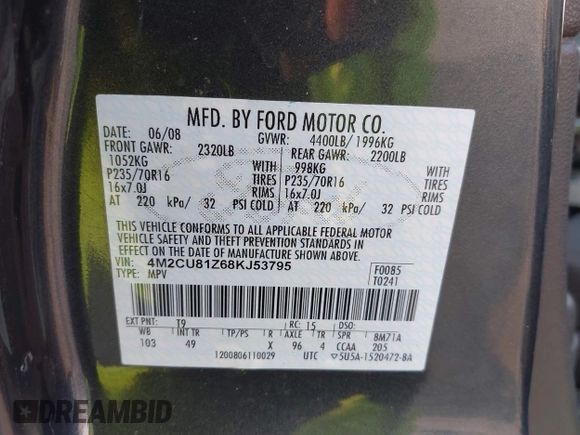 MFD. BY FORD MOTOR CO.
DATE: 06/08 GVWR: 4400LB/ 1996KG
FRONT GAWR: 2320LB REAR GAWR: 2200LB
1052KG WITH 998KG WITH
P235/70R16 TIRES P235/70R16 TIRES
16x7.0J RIMS 16x7.0J RIMS
AT 220 kPa/ 32 PSI COLD AT 220 kPa/ 32 PSI COLD
THIS VEHICLE CONFORMS TO ALL APPLICABLE FEDERAL MOTOR
VEHICLE SAFETY AND THEFT PREVENTION STANDARDS IN
EFFECT ON THE DATE OF MANUFACTURE SHOWN ABOVE.
VIN: 4M2CU81Z68KJ53795 F0085
TYPE: MPV T0241
EXT PNT: T9 RC: 15 DSO:
WB INT TR TP/PS R AXLE TR SPR 8M71A
103 49 X 96 4 CCAA 205
1200806110029 UTC ▽5U5A-1520472-8A
DREAMBID